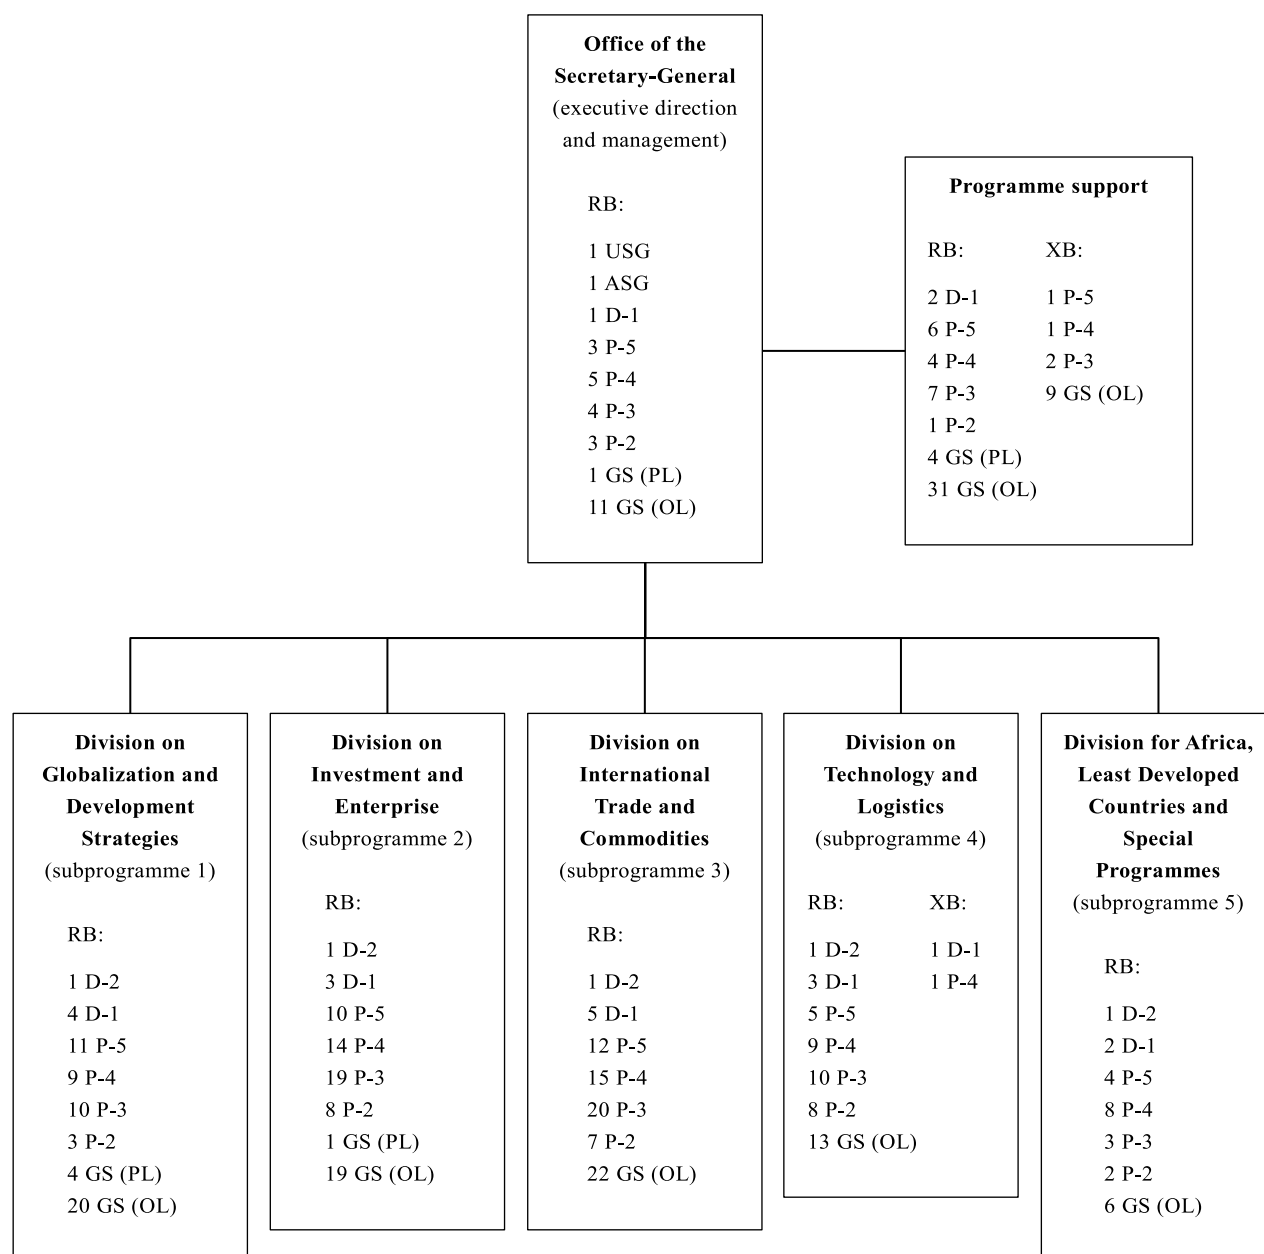 Office of the
Secretary-General
(executive direction
and management)
RB:
1 USG
1 ASG
1 D-1
3 P-5
5 P-4
4 P-3
3 P-2
1 GS (PL)
11 GS (OL)
Programme support
RB:
2 D-1
6 P-5
4 P-4
7 P-3
1 P-2
4 GS (PL)
31 GS (OL)
XB:
1 P-5
1 P-4
2 P-3
9 GS (OL)
Division on
Globalization and
Development
Strategies
(subprogramme 1)
RB:
1 D-2
4 D-1
11 P-5
9 P-4
10 P-3
3 P-2
4 GS (PL)
20 GS (OL)
Division on
Investment and
Enterprise
(subprogramme 2)
RB:
1 D-2
3 D-1
10 P-5
14 P-4
19 P-3
8 P-2
1 GS (PL)
19 GS (OL)
Division on
International
Trade and
Commodities
(subprogramme 3)
RB:
1 D-2
5 D-1
12 P-5
15 P-4
20 P-3
7 P-2
22 GS (OL)
Division on
Technology and
Logistics
(subprogramme 4)
RB:
1 D-2
3 D-1
5 P-5
9 P-4
10 P-3
8 P-2
13 GS (OL)
XB:
1 D-1
1 P-4
Division for Africa,
Least Developed
Countries and
Special
Programmes
(subprogramme 5)
RB:
1 D-2
2 D-1
4 P-5
8 P-4
3 P-3
2 P-2
6 GS (OL)